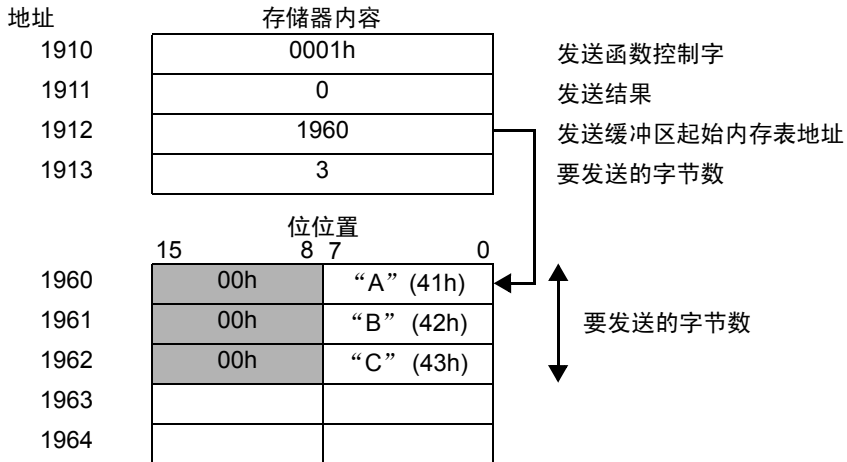 地址 存储器内容
1910 0001h 发送函数控制字
1911 0 发送结果
1912 1960 发送缓冲区起始内存表地址
1913 3 要发送的字节数
位位置
15 8 7 0
1960 00h “A” (41h)
1961 00h “B” (42h) 要发送的字节数
1962 00h “C” (43h)
1963
1964